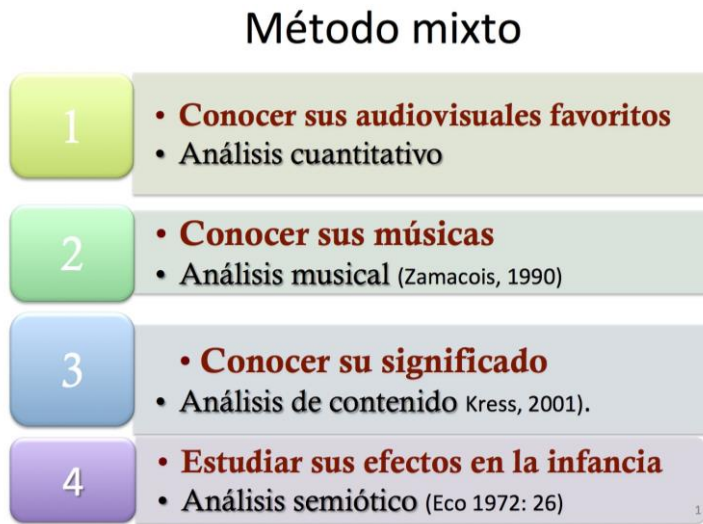 Método mixto
1
• Conocer sus audiovisuales favoritos
• Análisis cuantitativo
2
• Conocer sus músicas
• Análisis musical (Zamacois, 1990)
3
• Conocer su significado
• Análisis de contenido Kress, 2001).
4
• Estudiar sus efectos en la infancia
• Análisis semiótico (Eco 1972: 26)
1